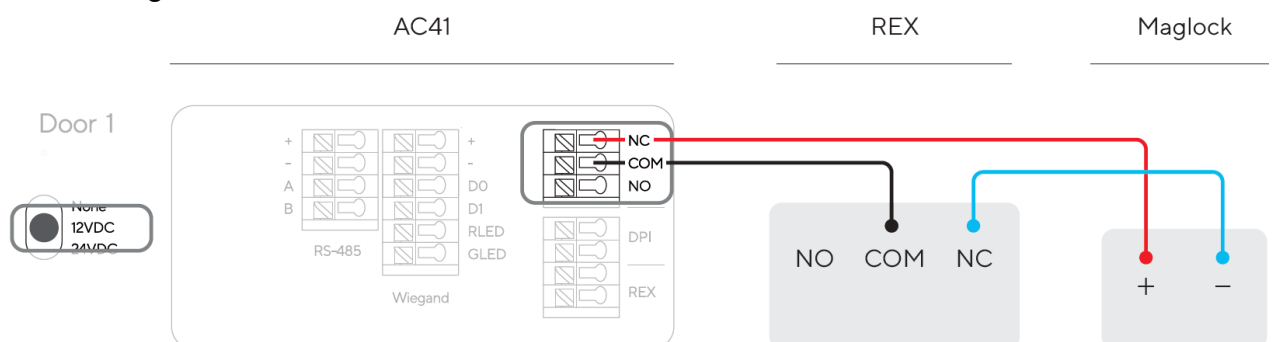 AC41
REX
Maglock
Door 1
None
12VDC
24VDC
+
-
A
B
RS-485
+
-
D0
D1
RLED
GLED
Wiegand
NC
COM
NO
DPI
REX
NO COM NC
+ −